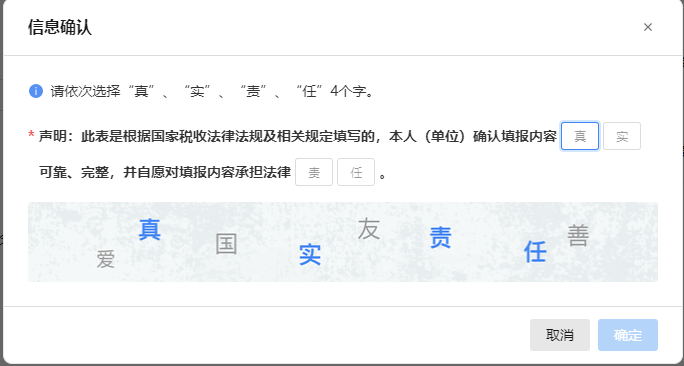 信息确认
请依次选择“真”、“实”、“责”、“任”4个字。
* 声明：此表是根据国家税收法律法规及相关规定填写的，本人（单位）确认填报内容 真 实
可靠、完整，并自愿对填报内容承担法律 责 任 。
爱 真 国 实 友 责 任 善
取消 确定